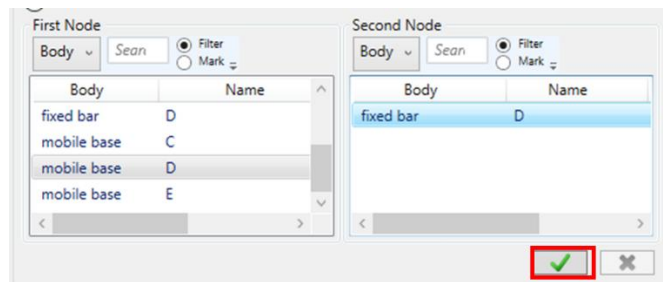 First Node
Body Sean Filter
Mark
Body Name
fixed bar D
mobile base C
mobile base D
mobile base E
Second Node
Body Sean Filter
Mark
Body Name
fixed bar D